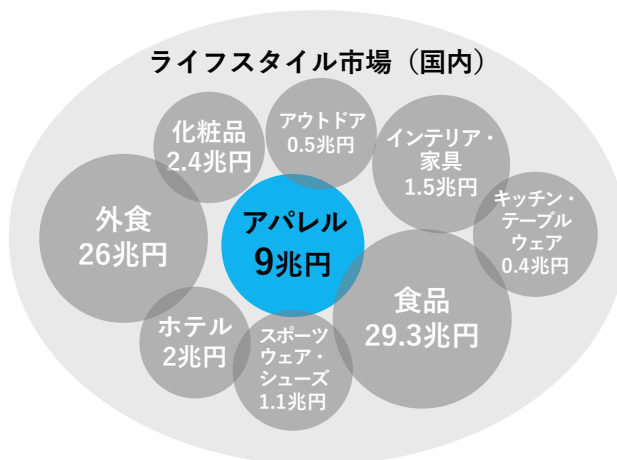 ライフスタイル市場（国内）
化粧品
2.4兆円
アウトドア
0.5兆円
インテリア・
家具
1.5兆円
キッチン・
テーブル
ウェア
0.4兆円
外食
26兆円
アパレル
9兆円
食品
29.3兆円
ホテル
2兆円
スポーツ
ウェア・
シューズ
1.1兆円